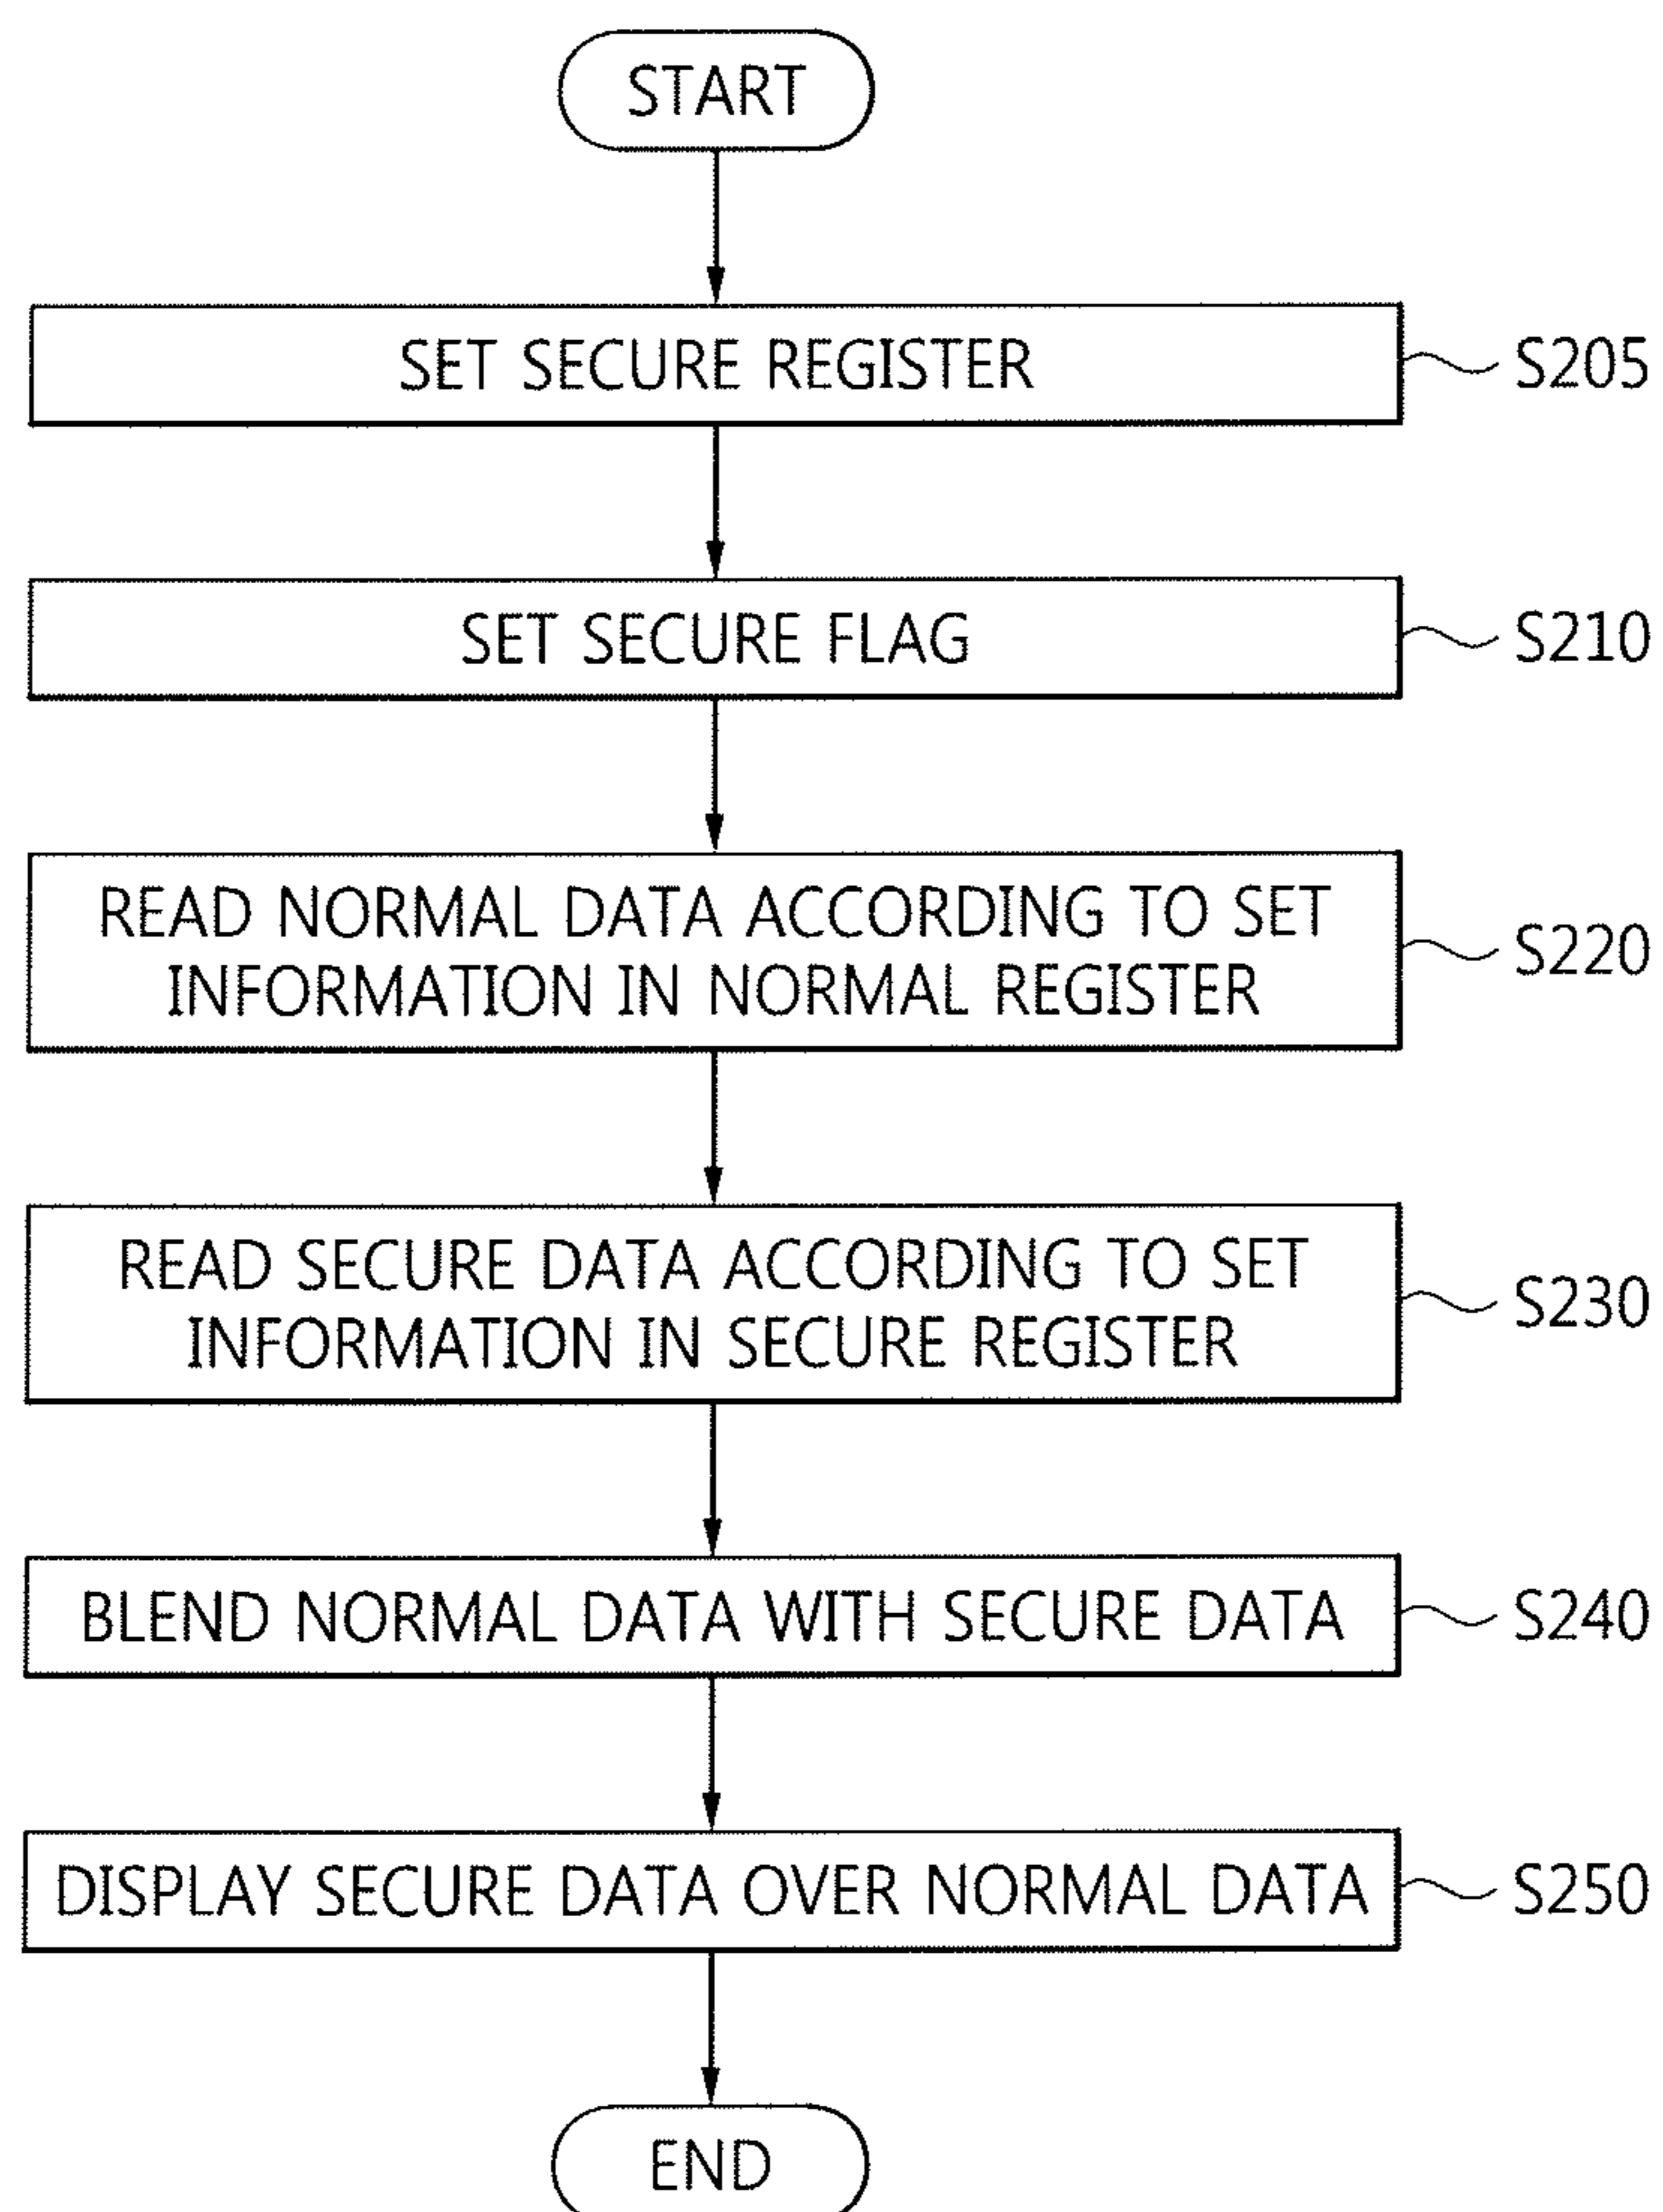 START
SET SECURE REGISTER
S205
SET SECURE FLAG
S210
READ NORMAL DATA ACCORDING TO SET
INFORMATION IN NORMAL REGISTER
S220
READ SECURE DATA ACCORDING TO SET
INFORMATION IN SECURE REGISTER
S230
BLEND NORMAL DATA WITH SECURE DATA
S240
DISPLAY SECURE DATA OVER NORMAL DATA
S250
END